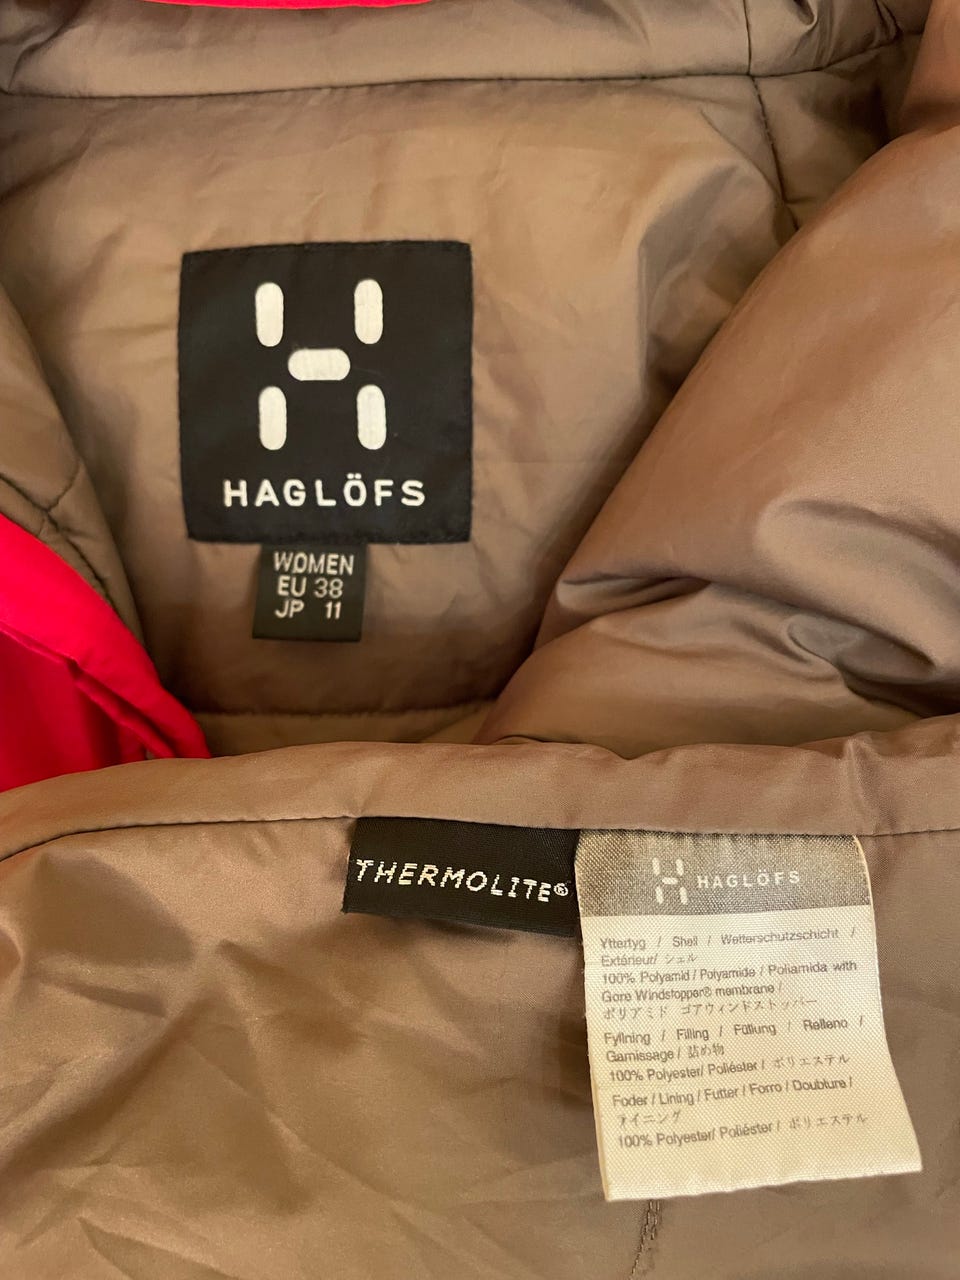 HAGLÖFS
WOMEN
EU 38
JP 11
THERMOLITE®
HAGLÖFS
Yttertyg / Shell / Wetterschutzschicht /
Extérieur/ シェル
100% Polyamid / Polyamide / Poliamida with
Gore Windstopper® membrane /
ポリアミド ゴアウィンドストッパー
Fyllning / Filling / Füllung / Relleno /
Garnissage / 詰め物
100% Polyester/ Poliéster / ポリエステル
Foder / Lining / Futter / Forro / Doublure /
ァイニング
100% Polyester/ Poliéster / ポリエステル